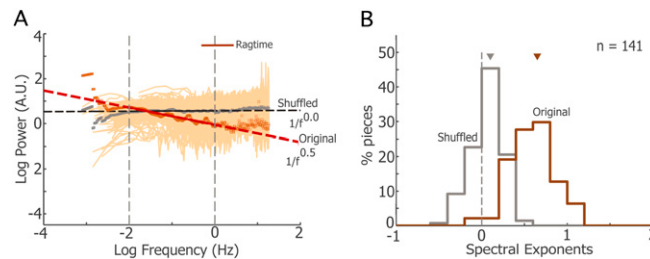 A
Ragtime
Log Power (A.U.)
4
2
0
-2
-4
Shuffled
1/f^0.0
Original
1/f^0.5
-4
-2
0
2
Log Frequency (Hz)
B
n = 141
% pieces
50
40
30
20
10
0
Shuffled
Original
-1
0
1
2
Spectral Exponents